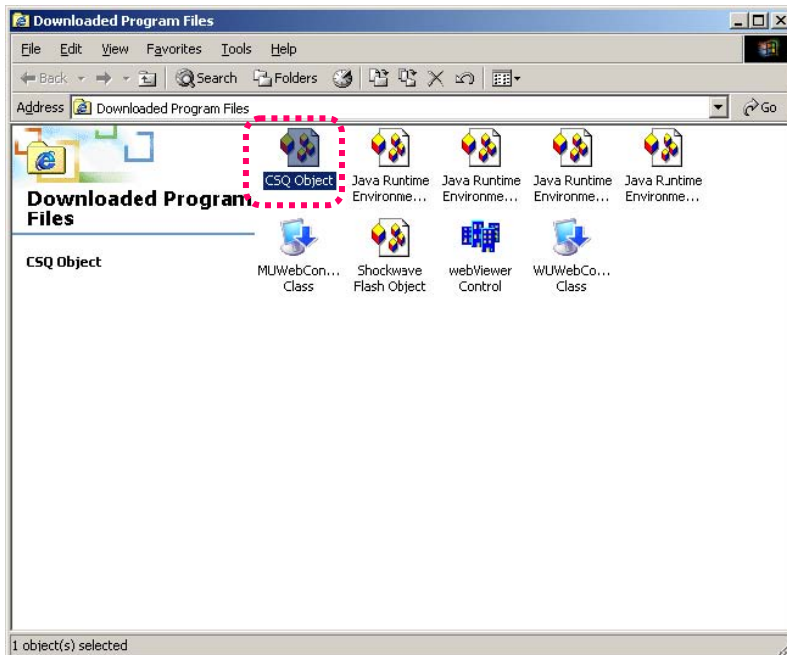 Downloaded Program Files
File Edit View Favorites Tools Help
Back Search Folders
Address Downloaded Program Files Go
Downloaded Program
Files
CSQ Object
CSQ Object Java Runtime Java Runtime Java Runtime Java Runtime
Environme... Environme... Environme... Environme...
MUWebCon... Shockwave webViewer WUWebCo...
Class Flash Object Control Class
1 object(s) selected